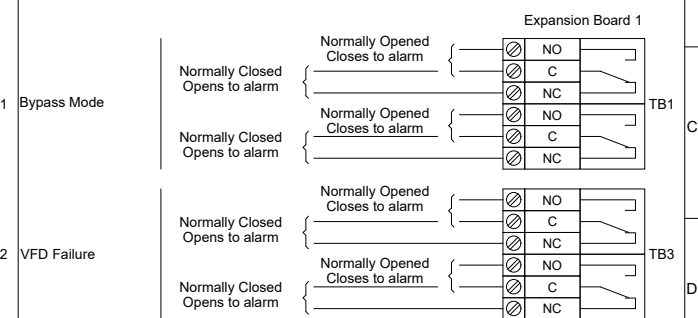 Expansion Board 1
Normally Opened
Closes to alarm
NO
Normally Closed
Opens to alarm
C
NC
1 Bypass Mode
TB1
Normally Opened
Closes to alarm
NO
C
Normally Closed
Opens to alarm
C
NC
Normally Opened
Closes to alarm
NO
Normally Closed
Opens to alarm
C
NC
2 VFD Failure
TB3
Normally Opened
Closes to alarm
NO
Normally Closed
Opens to alarm
C
D
NC